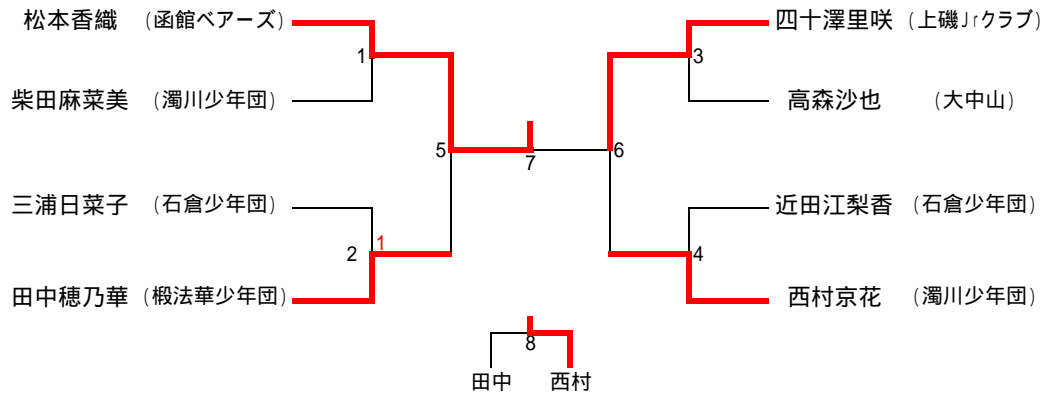 松本香織 (函館ベアーズ)
四十澤里咲 (上磯Jrクラブ)
1
3
柴田麻菜美 (濁川少年団)
高森沙也 (大中山)
5
7
6
三浦日菜子 (石倉少年団)
近田江梨香 (石倉少年団)
2
1
4
田中穂乃華 (椴法華少年団)
西村京花 (濁川少年団)
8
田中
西村